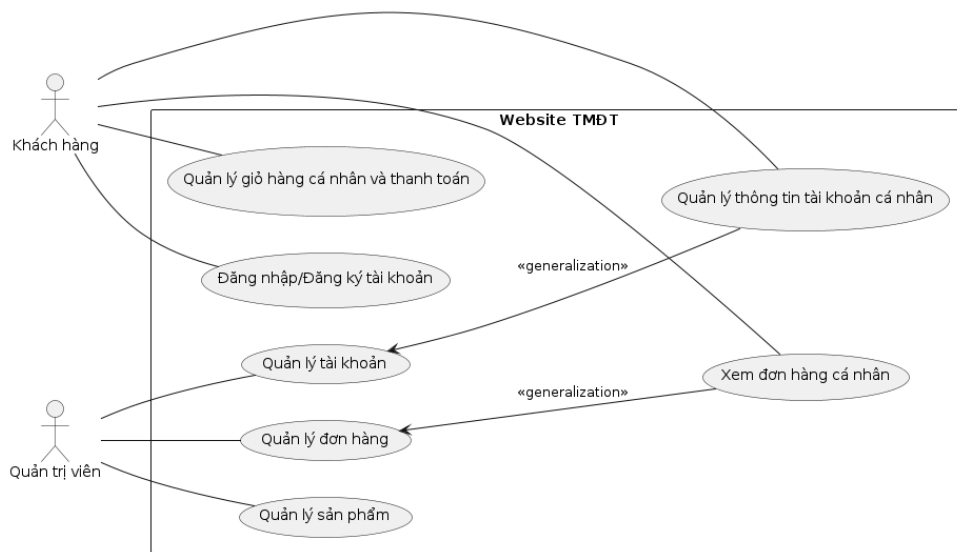 Website TMĐT
Khách hàng
Quản lý giỏ hàng cá nhân và thanh toán
Quản lý thông tin tài khoản cá nhân
«generalization»
Đăng nhập/Đăng ký tài khoản
Quản lý tài khoản
Xem đơn hàng cá nhân
«generalization»
Quản lý đơn hàng
Quản trị viên
Quản lý sản phẩm